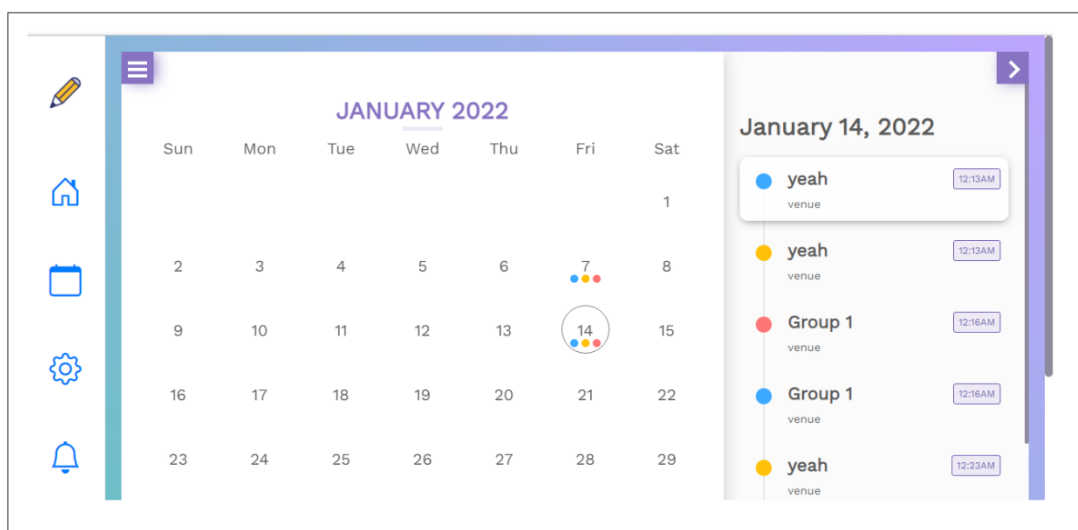 JANUARY 2022
Sun Mon Tue Wed Thu Fri Sat
1
2 3 4 5 6 7 8
9 10 11 12 13 14 15
16 17 18 19 20 21 22
23 24 25 26 27 28 29
January 14, 2022
yeah 12:13AM
venue
yeah 12:13AM
venue
Group 1 12:16AM
venue
Group 1 12:16AM
venue
yeah 12:23AM
venue